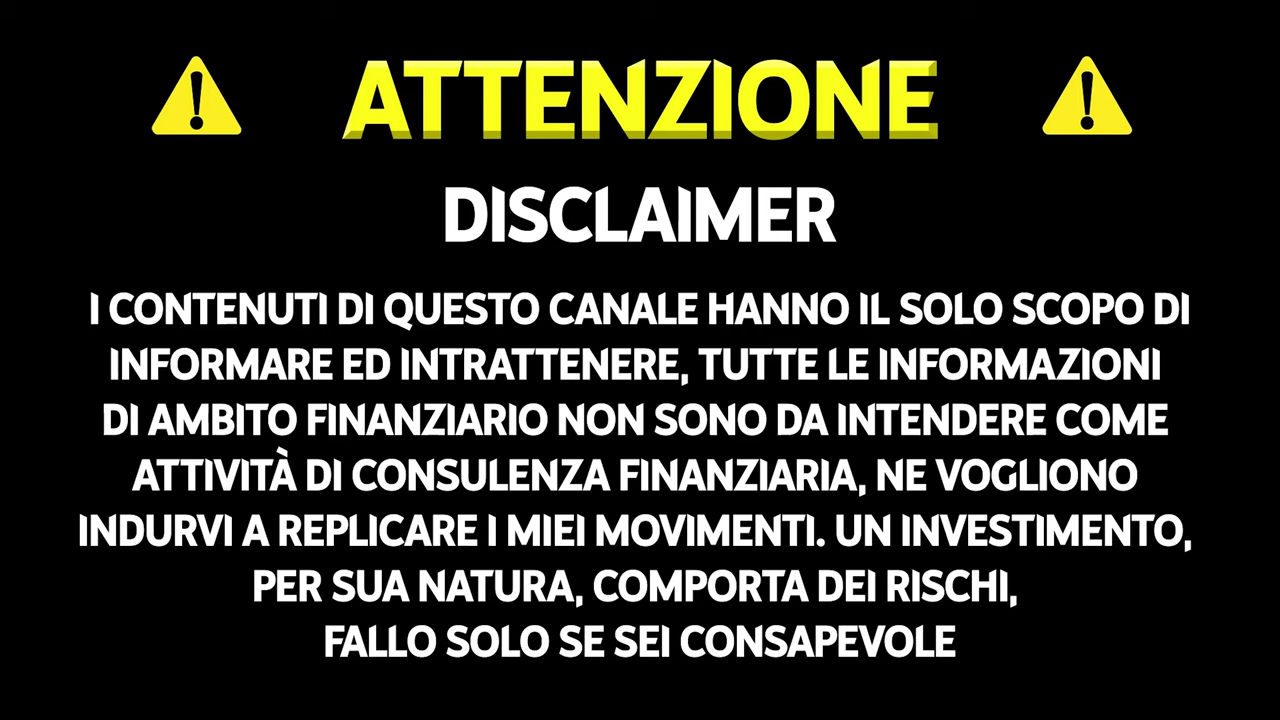 ATTENZIONE
DISCLAIMER
I CONTENUTI DI QUESTO CANALE HANNO IL SOLO SCOPO DI
INFORMARE ED INTRATTENERE, TUTTE LE INFORMAZIONI
DI AMBITO FINANZIARIO NON SONO DA INTENDERE COME
ATTIVITÀ DI CONSULENZA FINANZIARIA, NE VOGLIONO
INDURVI A REPLICARE I MIEI MOVIMENTI. UN INVESTIMENTO,
PER SUA NATURA, COMPORTA DEI RISCHI,
FALLO SOLO SE SEI CONSAPEVOLE